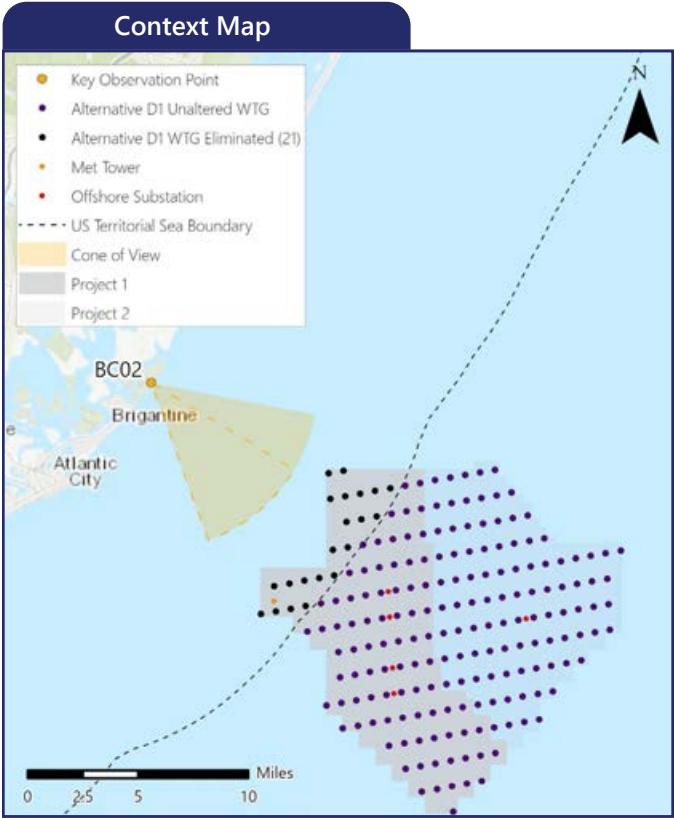 Context Map
N
Key Observation Point
Alternative D1 Unaltered WTG
Alternative D1 WTG Eliminated (21)
Met Tower
Offshore Substation
US Territorial Sea Boundary
Cone of View
Project 1
Project 2
BC02
Brigantine
e
Atlantic
City
Miles
0 2.5 5 10